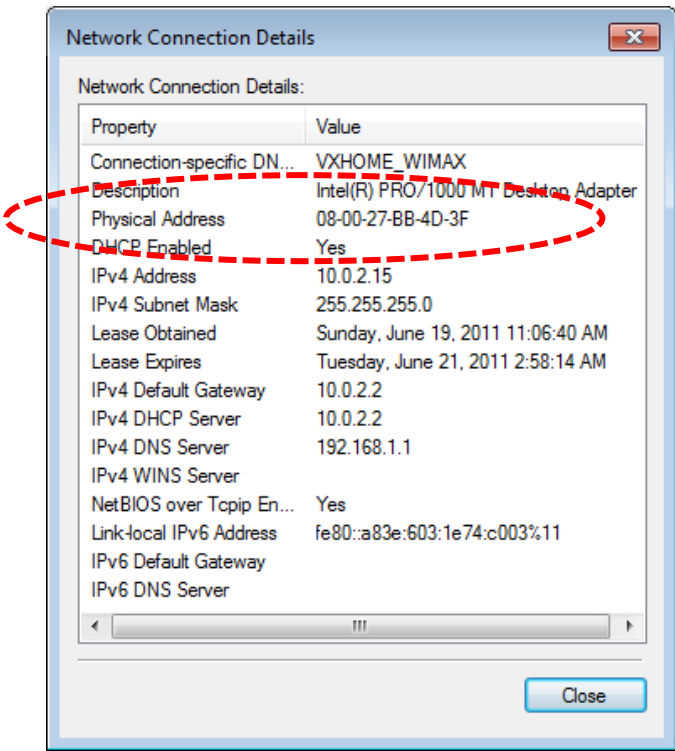 Network Connection Details
Network Connection Details:
Property Value
Connection-specific DN... VXHOME_WIMAX
Description Intel(R) PRO/1000 MT Desktop Adapter
Physical Address 08-00-27-BB-4D-3F
DHCP Enabled Yes
IPv4 Address 10.0.2.15
IPv4 Subnet Mask 255.255.255.0
Lease Obtained Sunday, June 19, 2011 11:06:40 AM
Lease Expires Tuesday, June 21, 2011 2:58:14 AM
IPv4 Default Gateway 10.0.2.2
IPv4 DHCP Server 10.0.2.2
IPv4 DNS Server 192.168.1.1
IPv4 WINS Server
NetBIOS over Tcpip En... Yes
Link-local IPv6 Address fe80::a83e:603:1e74:c003%11
IPv6 Default Gateway
IPv6 DNS Server
Close